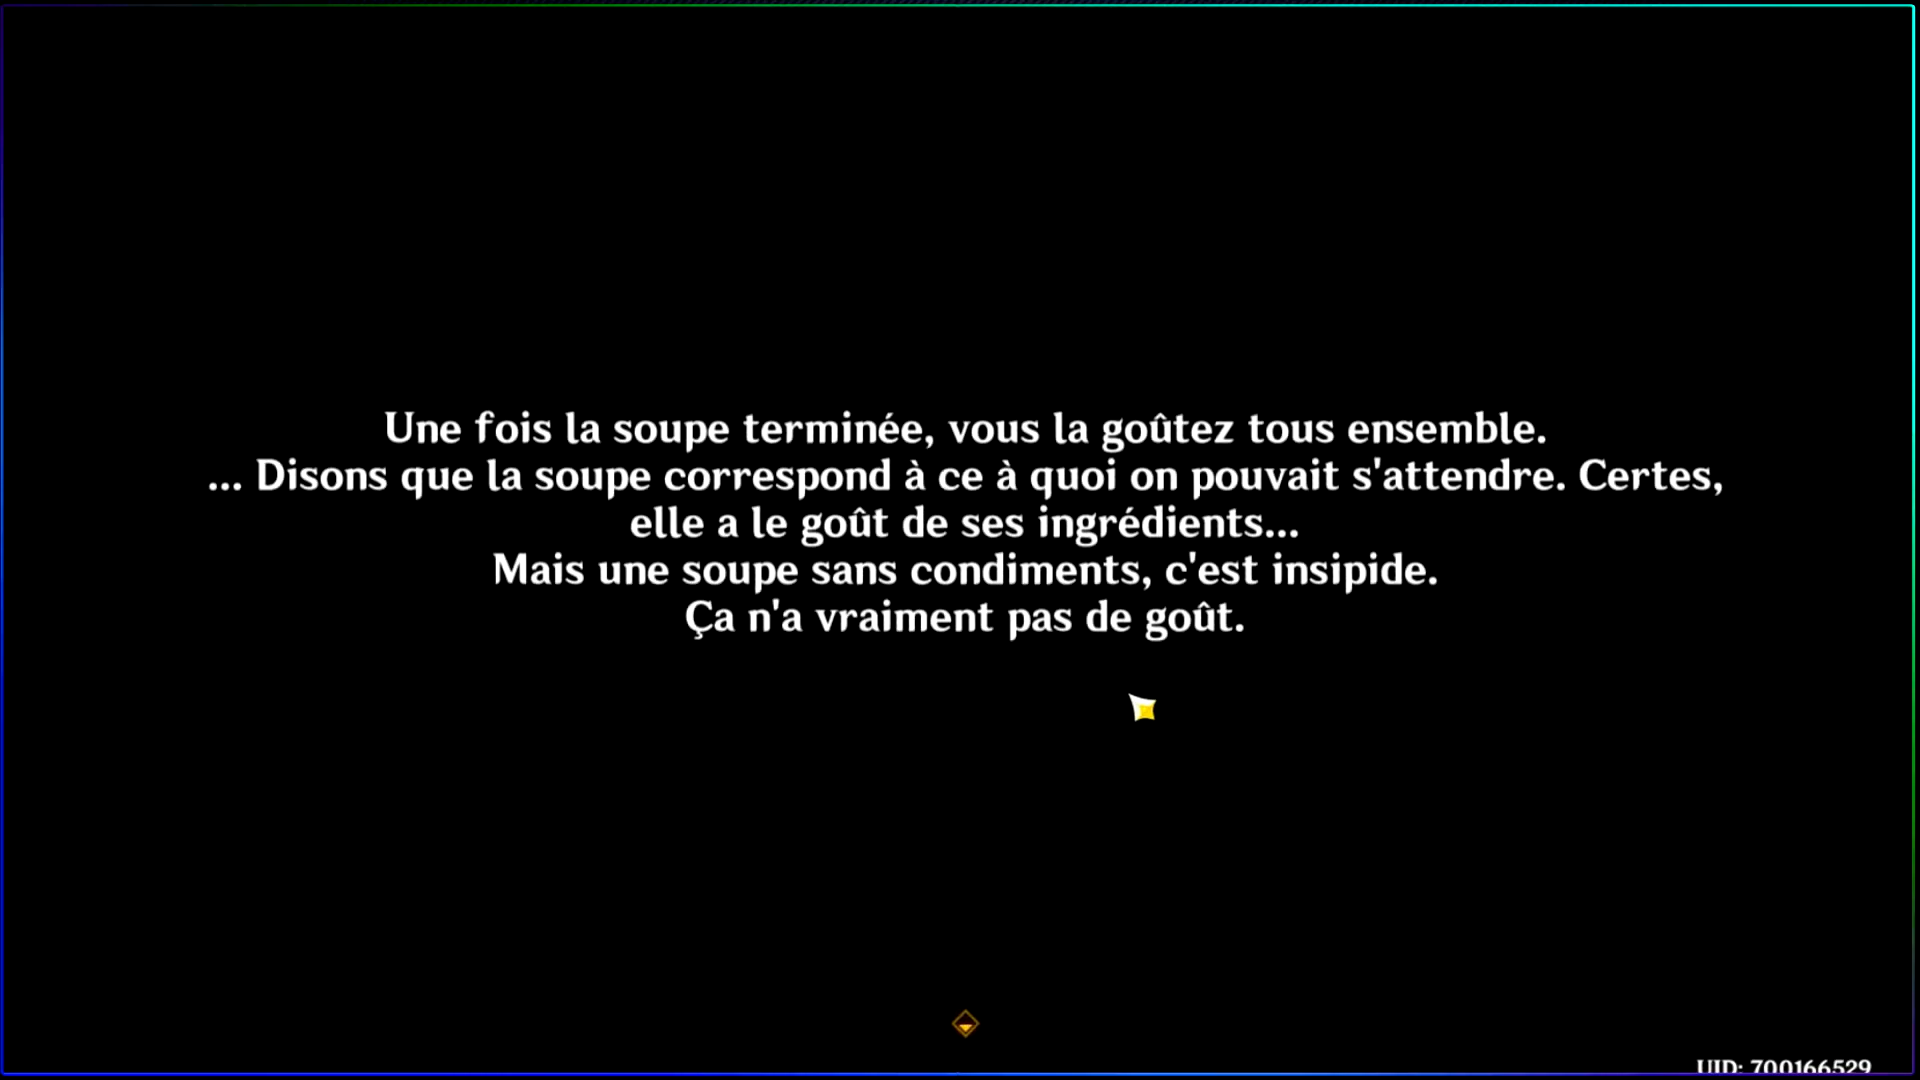 Une fois la soupe terminée, vous la goûtez tous ensemble.
... Disons que la soupe correspond à ce à quoi on pouvait s'attendre. Certes,
elle a le goût de ses ingrédients...
Mais une soupe sans condiments, c'est insipide.
Ça n'a vraiment pas de goût.
UID: 700166529